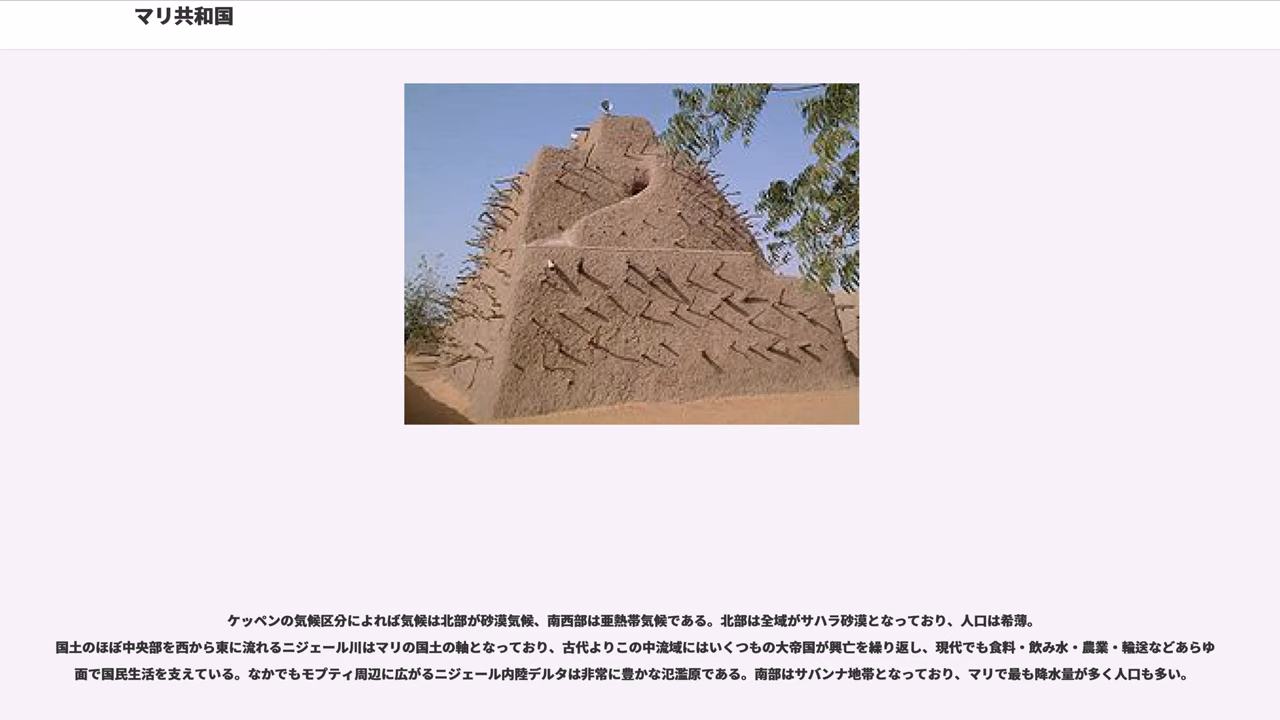 マリ共和国
ケッペンの気候区分によれば気候は北部が砂漠気候、南西部は亜熱帯気候である。北部は全域がサハラ砂漠となっており、人口は希薄。
国土のほぼ中央部を西から東に流れるニジェール川はマリの国土の軸となっており、古代よりこの中流域にはいくつもの大帝国が興亡を繰り返し、現代でも食料・飲み水・農業・輪送などあらゆ
面で国民生活を支えている。なかでもモプティ周辺に広がるニジェール内陸デルタは非常に豊かな氾濫原である。南部はサバンナ地帯となっており、マリで最も降水量が多く人口も多い。